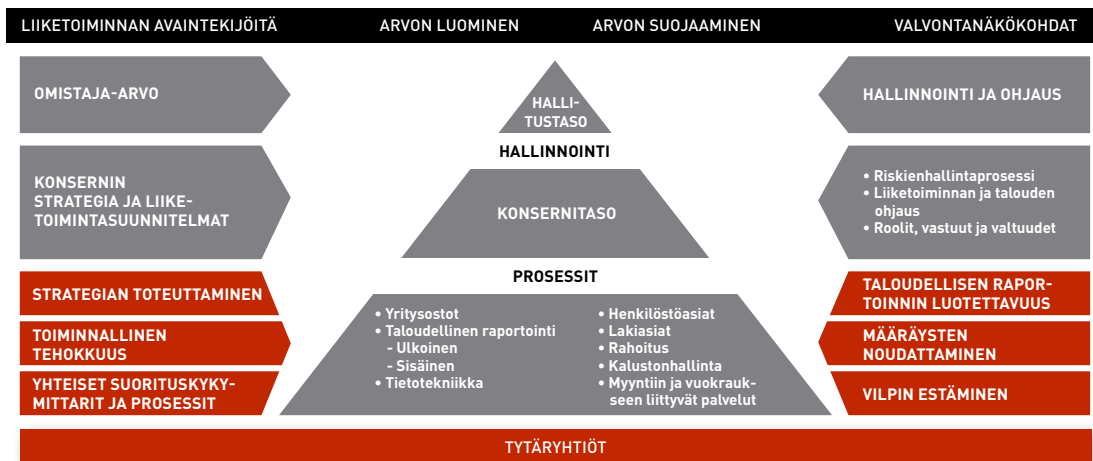 LIIKETOIMINNAN AVAINTEKIJÖITÄ
ARVON LUOMINEN
ARVON SUOJAAMINEN
VALVONTANÄKÖKOHDAT
OMISTAJA-ARVO
HALLI-
TUSTASO
HALLINNOINTI JA OHJAUS
HALLINNOINTI
KONSERNIN
STRATEGIA JA LIIKE-
TOIMINTASUUNNITELMAT
KONSERNITASO
• Riskienhallintaprosessi
• Liiketoiminnan ja talouden
ohjaus
• Roolit, vastuut ja valtuudet
PROSESSIT
STRATEGIAN TOTEUTTAMINEN
TOIMINNALLINEN
TEHOKKUUS
YHTEISET SUORITUSKYKY-
MITTARIT JA PROSESSIT
• Yritysostot
• Taloudellinen raportointi
- Ulkoinen
- Sisäinen
• Tietotekniikka
• Henkilöstöasiat
• Lakiasiat
• Rahoitus
• Kalustonhallinta
• Myyntiin ja vuokrauk-
seen liittyvät palvelut
TALOUDELLISEN RAPOR-
TOINNIN LUOTETTAVUUS
MÄÄRÄYSTEN
NOUDATTAMINEN
VILPIN ESTÄMINEN
TYTÄRYHTIÖT